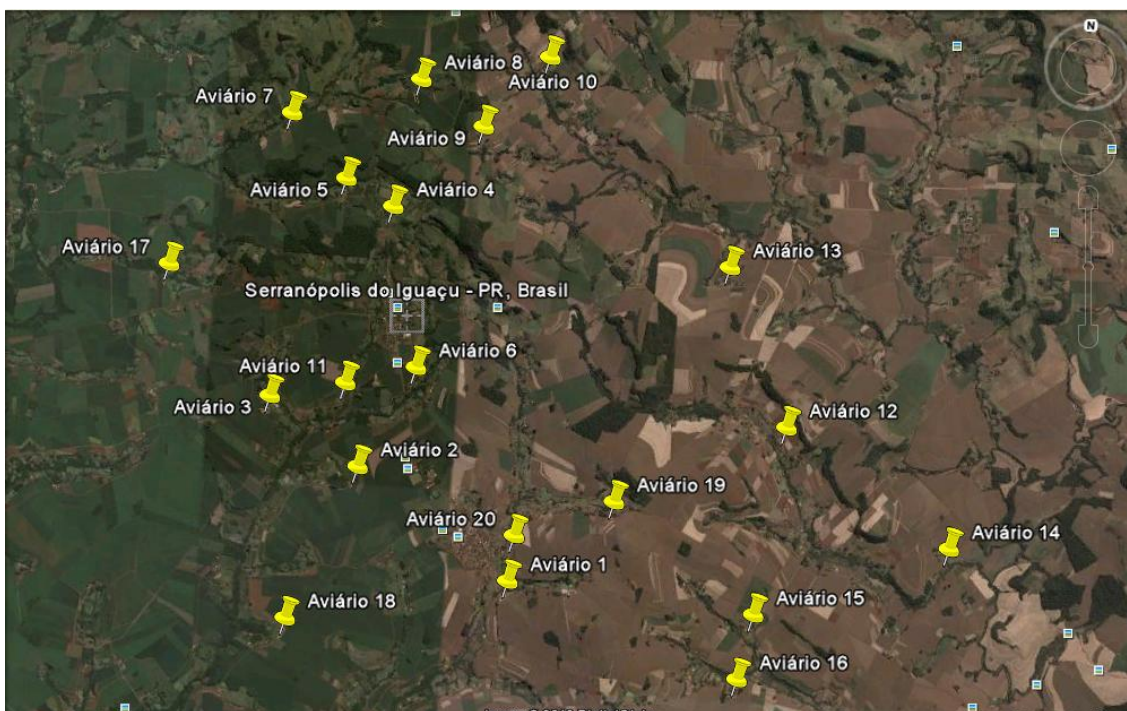 N
Aviário 8
Aviário 10
Aviário 7
Aviário 9
Aviário 5
Aviário 4
Aviário 17
Aviário 13
Serranópolis do Iguaçu - PR, Brasil
Aviário 6
Aviário 11
Aviário 3
Aviário 12
Aviário 2
Aviário 19
Aviário 20
Aviário 14
Aviário 1
Aviário 18
Aviário 15
Aviário 16